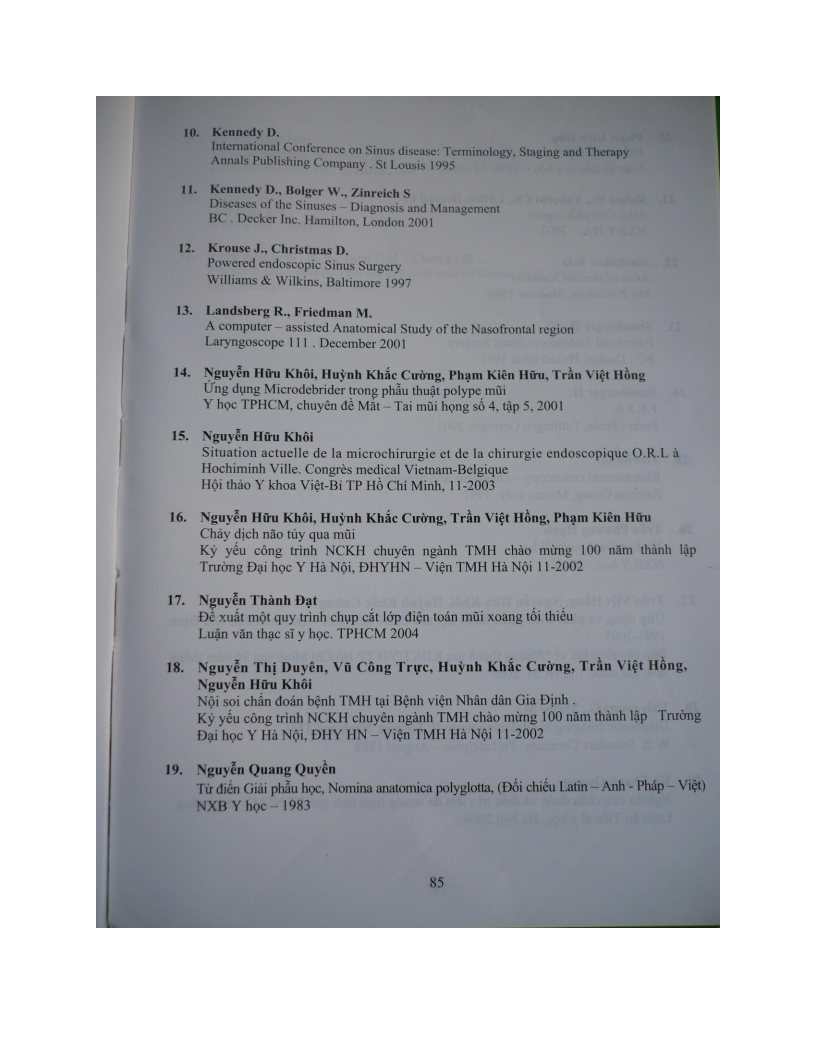 10. Kennedy D.
International Conference on Sinus disease: Terminology, Staging and Therapy
Annals Publishing Company . St Lousis 1995
11. Kennedy D., Bolger W., Zinreich S
Diseases of the Sinuses – Diagnosis and Management
BC . Decker Inc. Hamilton, London 2001
12. Krouse J., Christmas D.
Powered endoscopic Sinus Surgery
Williams & Wilkins, Baltimore 1997
13. Landsberg R., Friedman M.
A computer – assisted Anatomical Study of the Nasofrontal region
Laryngoscope 111 . December 2001
14. Nguyễn Hữu Khôi, Huỳnh Khắc Cường, Phạm Kiên Hữu, Trần Việt Hồng
Ứng dụng Microdebrider trong phẫu thuật polype mũi
Y học TPHCM, chuyên đề Mắt – Tai mũi họng số 4, tập 5, 2001
15. Nguyễn Hữu Khôi
Situation actuelle de la microchirurgie et de la chirurgie endoscopique O.R.L à
Hochiminh Ville. Congrès medical Vietnam-Belgique
Hội thảo Y khoa Việt-Bỉ TP Hồ Chí Minh, 11-2003
16. Nguyễn Hữu Khôi, Huỳnh Khắc Cường, Trần Việt Hồng, Phạm Kiên Hữu
Chảy dịch não tủy qua mũi
Kỷ yếu công trình NCKH chuyên ngành TMH chào mừng 100 năm thành lập
Trường Đại học Y Hà Nội, ĐHYHN – Viện TMH Hà Nội 11-2002
17. Nguyễn Thành Đạt
Đề xuất một quy trình chụp cắt lớp điện toán mũi xoang tối thiểu
Luận văn thạc sĩ y học. TPHCM 2004
18. Nguyễn Thị Duyên, Vũ Công Trực, Huỳnh Khắc Cường, Trần Việt Hồng,
Nguyễn Hữu Khôi
Nội soi chẩn đoán bệnh TMH tại Bệnh viện Nhân dân Gia Định .
Kỷ yếu công trình NCKH chuyên ngành TMH chào mừng 100 năm thành lập Trường
Đại học Y Hà Nội, ĐHY HN – Viện TMH Hà Nội 11-2002
19. Nguyễn Quang Quyền
Từ điển Giải phẫu học, Nomina anatomica polyglotta, (Đối chiếu Latin – Anh - Pháp – Việt)
NXB Y học – 1983
85